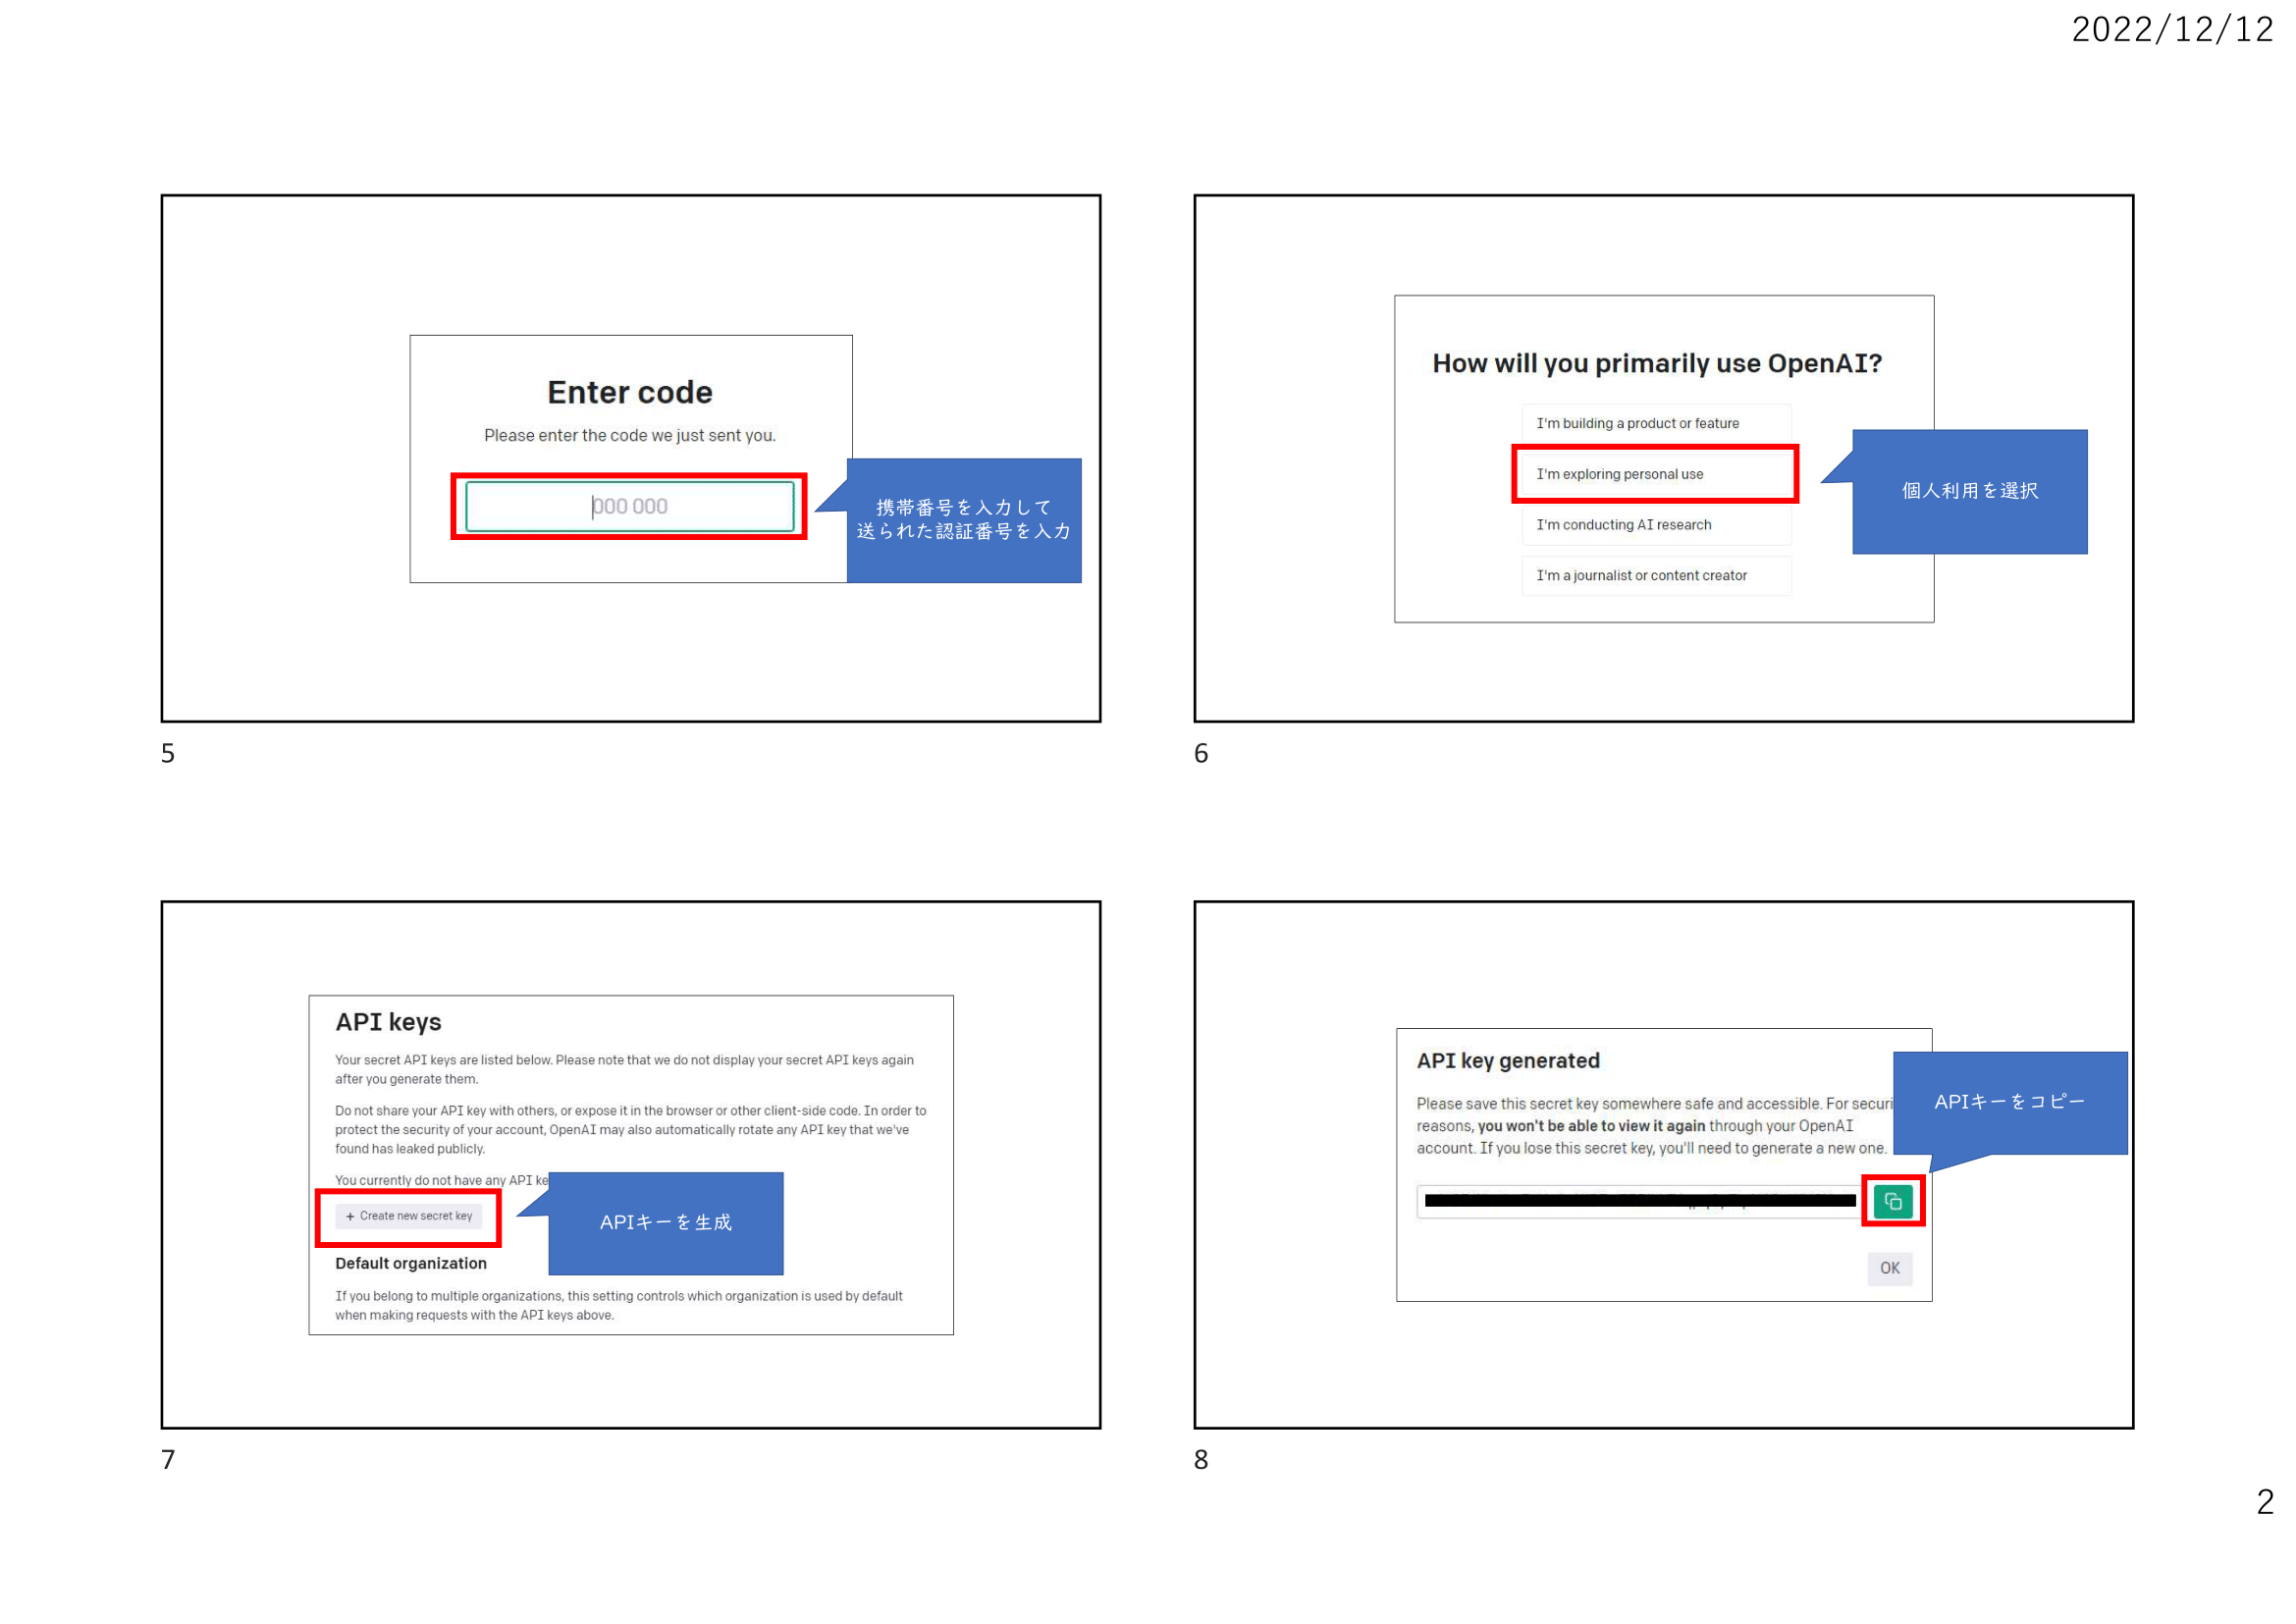 2022/12/12
Enter code
Please enter the code we just sent you.
000 000
携帯番号を入力して
送られた認証番号を入力
5
How will you primarily use OpenAI?
I'm building a product or feature
I'm exploring personal use
I'm conducting AI research
I'm a journalist or content creator
個人利用を選択
6
API keys
Your secret API keys are listed below. Please note that we do not display your secret API keys again
after you generate them.
Do not share your API key with others, or expose it in the browser or other client-side code. In order to
protect the security of your account, OpenAI may also automatically rotate any API key that we've
found has leaked publicly.
You currently do not have any API ke
+ Create new secret key
APIキーを生成
Default organization
If you belong to multiple organizations, this setting controls which organization is used by default
when making requests with the API keys above.
7
API key generated
Please save this secret key somewhere safe and accessible. For securi
reasons, you won't be able to view it again through your OpenAI
account. If you lose this secret key, you'll need to generate a new one.
APIキーをコピー
OK
8
2